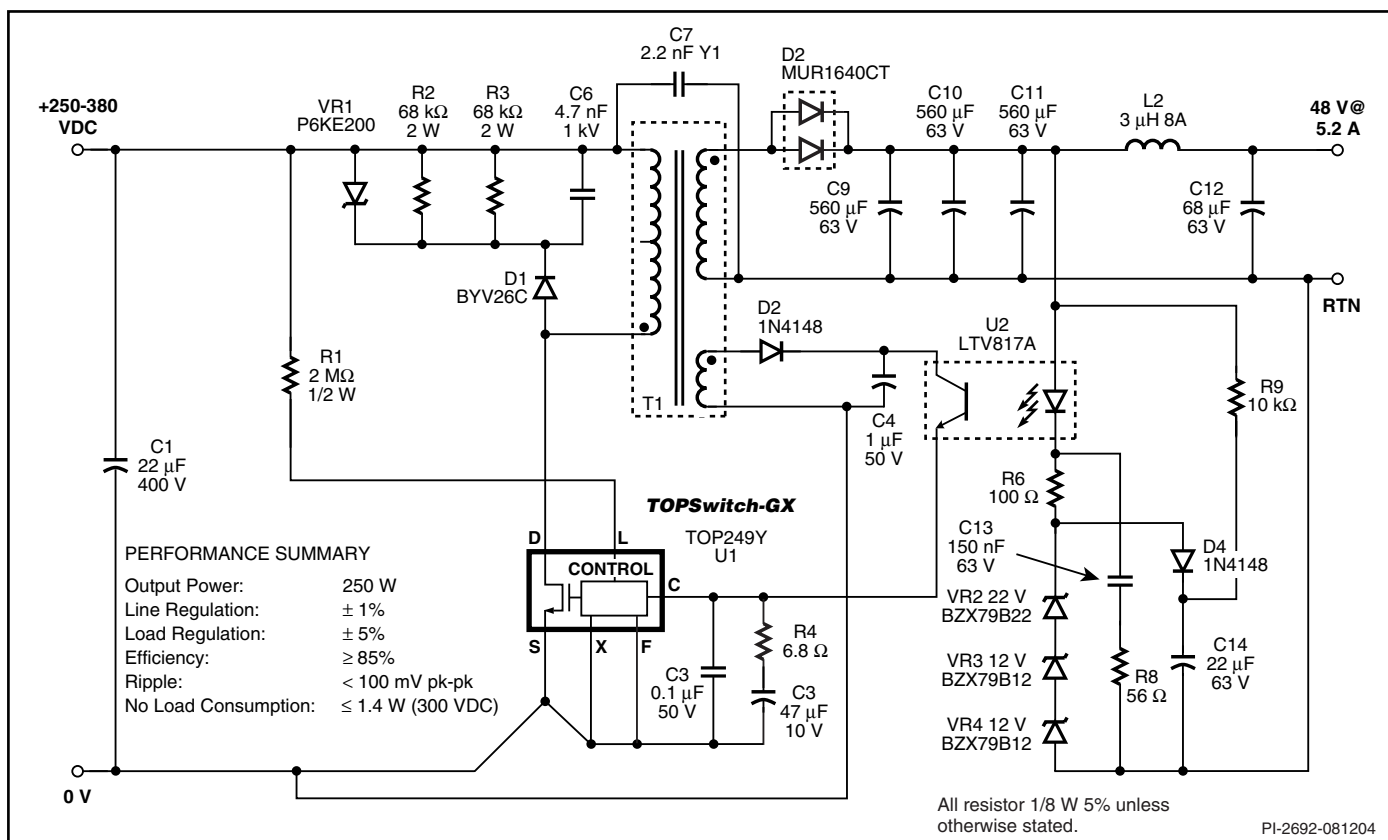 C7
2.2 nF Y1
D2
MUR1640CT
+250-380
VDC
VR1
P6KE200
R2
68 kΩ
2 W
R3
68 kΩ
2 W
C6
4.7 nF
1 kV
C10
560 µF
63 V
C11
560 µF
63 V
L2
3 µH 8A
48 V@
5.2 A
C9
560 µF
63 V
C12
68 µF
63 V
D1
BYV26C
RTN
D2
1N4148
U2
LTV817A
R1
2 MΩ
1/2 W
T1
C4
1 µF
50 V
R9
10 kΩ
C1
22 µF
400 V
R6
100 Ω
TOPSwitch-GX
TOP249Y
U1
D
L
CONTROL
C
S
X
F
C13
150 nF
63 V
D4
1N4148
PERFORMANCE SUMMARY
Output Power: 250 W
Line Regulation: ± 1%
Load Regulation: ± 5%
Efficiency: ≥ 85%
Ripple: < 100 mV pk-pk
No Load Consumption: ≤ 1.4 W (300 VDC)
VR2 22 V
BZX79B22
R4
6.8 Ω
C3
0.1 µF
50 V
C3
47 µF
10 V
VR3 12 V
BZX79B12
R8
56 Ω
C14
22 µF
63 V
VR4 12 V
BZX79B12
0 V
All resistor 1/8 W 5% unless
otherwise stated.
PI-2692-081204